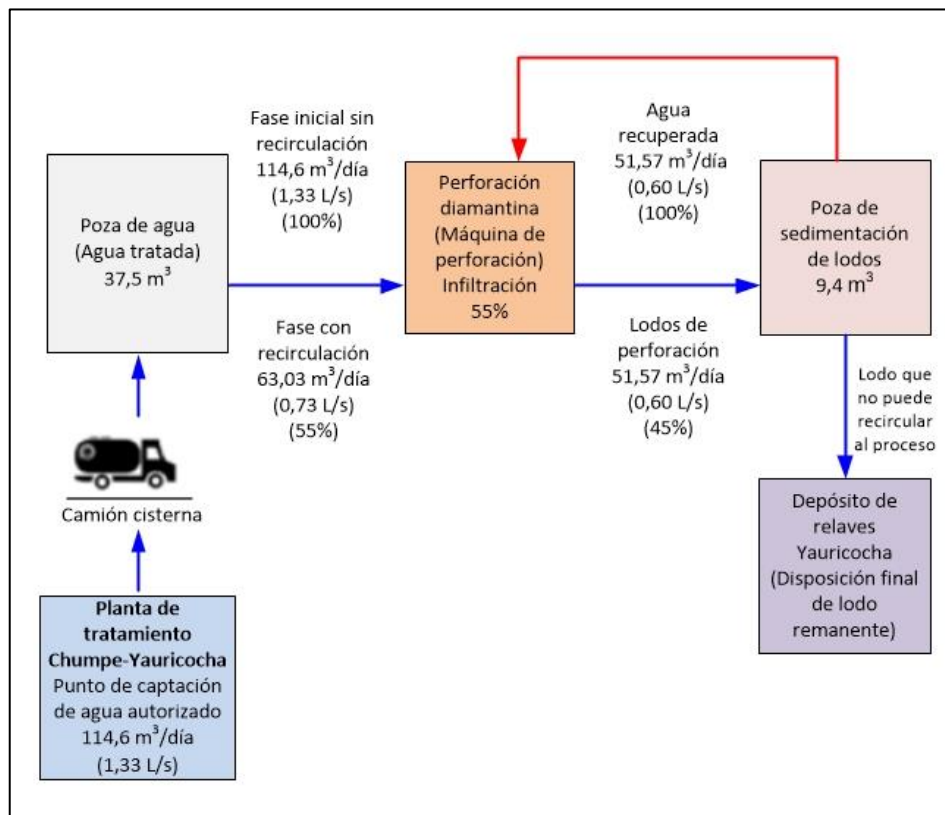 Poza de agua
(Agua tratada)
37,5 m³
Fase inicial sin
recirculación
114,6 m³/día
(1,33 L/s)
(100%)
Fase con
recirculación
63,03 m³/día
(0,73 L/s)
(55%)
Perforación
diamantina
(Máquina de
perforación)
Infiltración
55%
Agua
recuperada
51,57 m³/día
(0,60 L/s)
(100%)
Lodos de
perforación
51,57 m³/día
(0,60 L/s)
(45%)
Poza de
sedimentación
de lodos
9,4 m³
Lodo que
no puede
recircular
al proceso
Depósito de
relaves
Yauricocha
(Disposición final
de lodo
remanente)
Camión cisterna
Planta de
tratamiento
Chumpe-Yauricocha
Punto de captación
de agua autorizado
114,6 m³/día
(1,33 L/s)